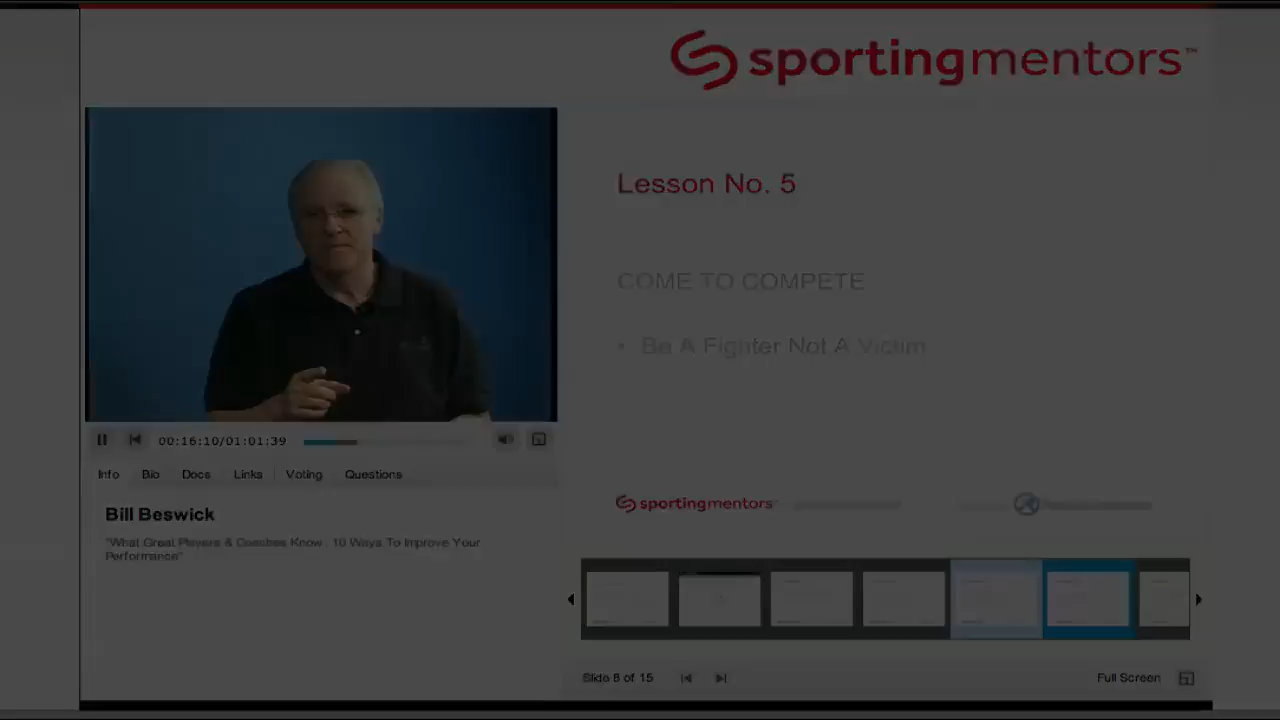 sportingmentors™
Lesson No. 5
COME TO COMPETE
• Be A Fighter Not A Victim
00:16:10/01:01:39
Info Bio Docs Links Voting Questions
Bill Beswick
"What Great Players & Coaches Know : 10 Ways To Improve Your
Performance"
sportingmentors
Slide 8 of 15
Full Screen